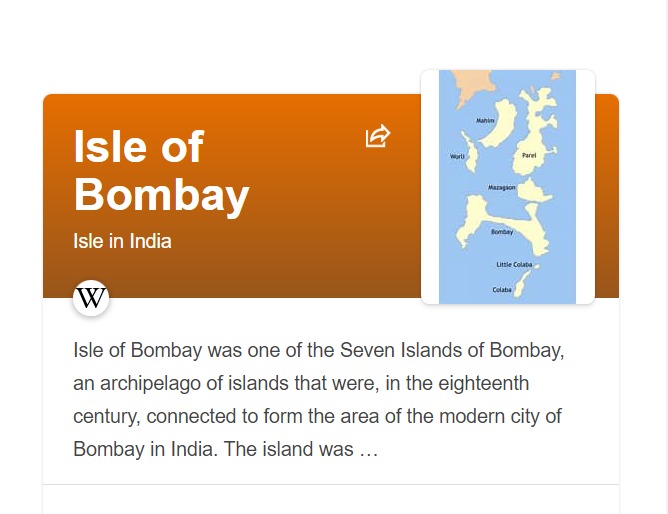 Isle of
Bombay
Isle in India
Mahim
Worli
Parel
Mazagaon
Bombay
Little Colaba
Colaba
W
Isle of Bombay was one of the Seven Islands of Bombay,
an archipelago of islands that were, in the eighteenth
century, connected to form the area of the modern city of
Bombay in India. The island was …